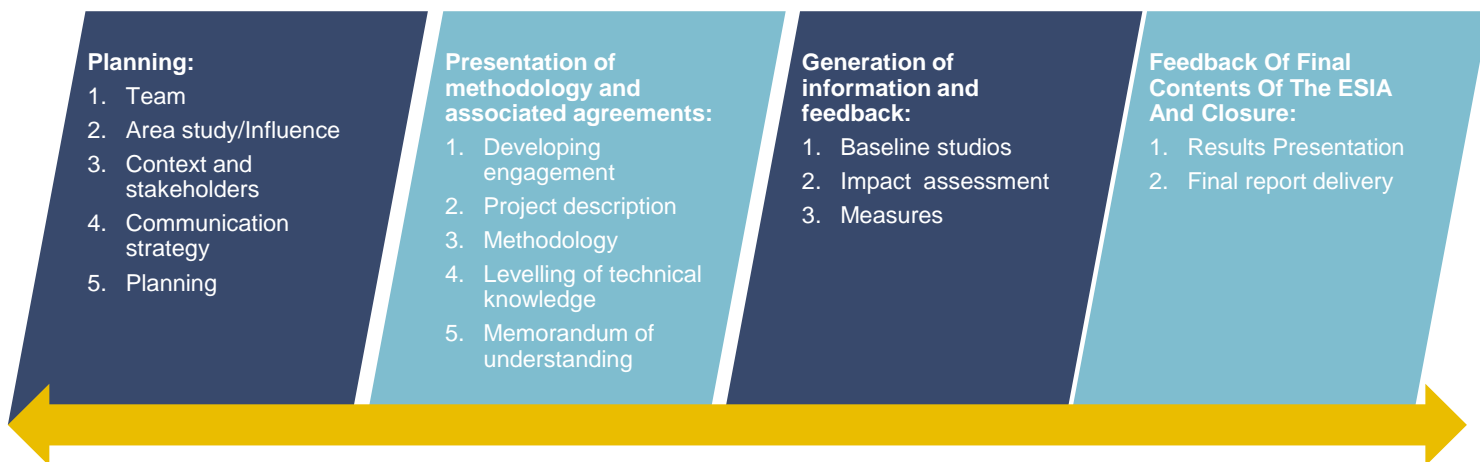 Planning:
1. Team
2. Area study/Influence
3. Context and
stakeholders
4. Communication
strategy
5. Planning
Presentation of
methodology and
associated agreements:
1. Developing
engagement
2. Project description
3. Methodology
4. Levelling of technical
knowledge
5. Memorandum of
understanding
Generation of
information and
feedback:
1. Baseline studios
2. Impact assessment
3. Measures
Feedback Of Final
Contents Of The ESIA
And Closure:
1. Results Presentation
2. Final report delivery